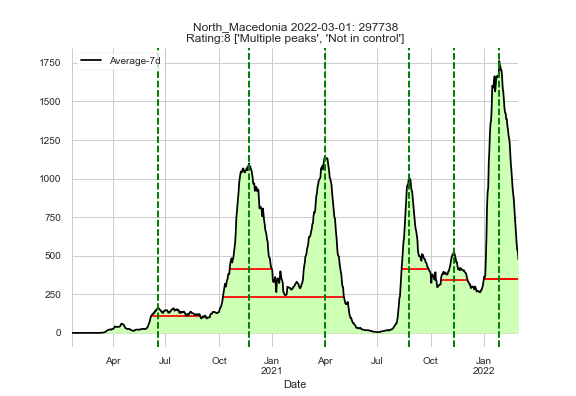 North_Macedonia 2022-03-01: 297738
Rating:8 ['Multiple peaks', 'Not in control']
Average-7d
1750
1500
1250
1000
750
500
250
0
Apr
Jul
Oct
Jan
2021
Apr
Jul
Oct
Jan
2022
Date